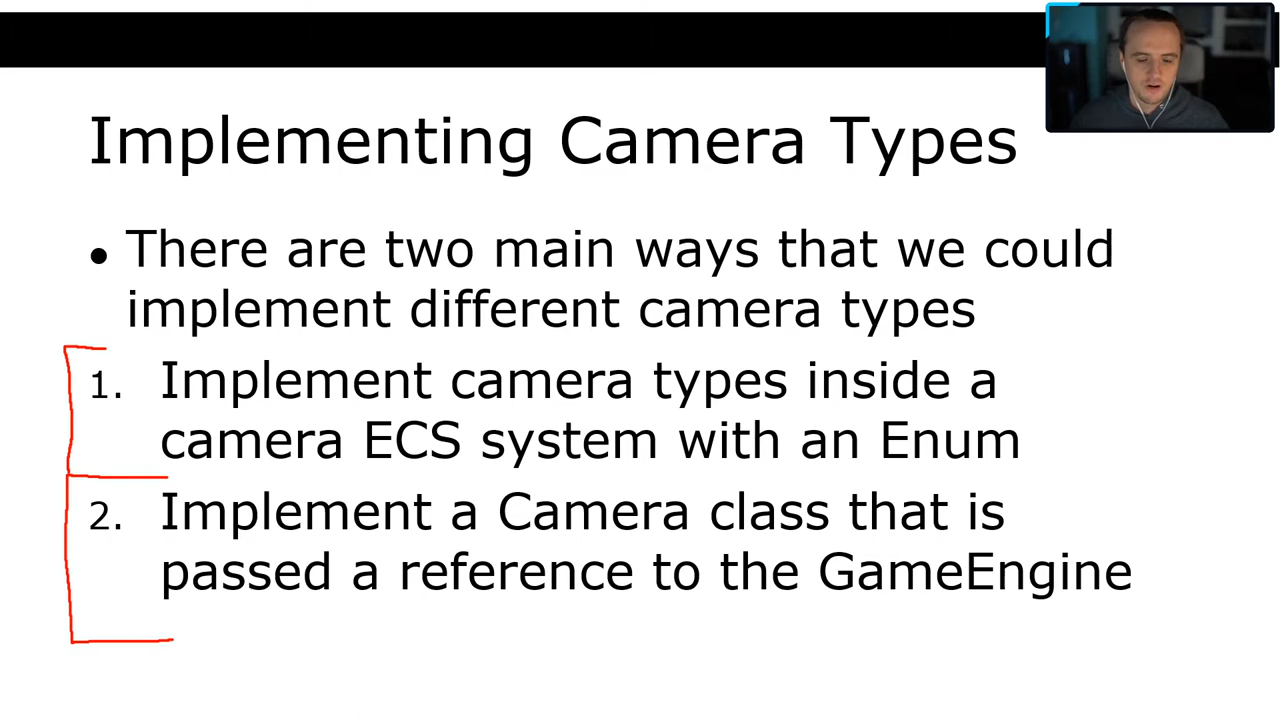 Implementing Camera Types
• There are two main ways that we could
implement different camera types
1. Implement camera types inside a
camera ECS system with an Enum
2. Implement a Camera class that is
passed a reference to the GameEngine